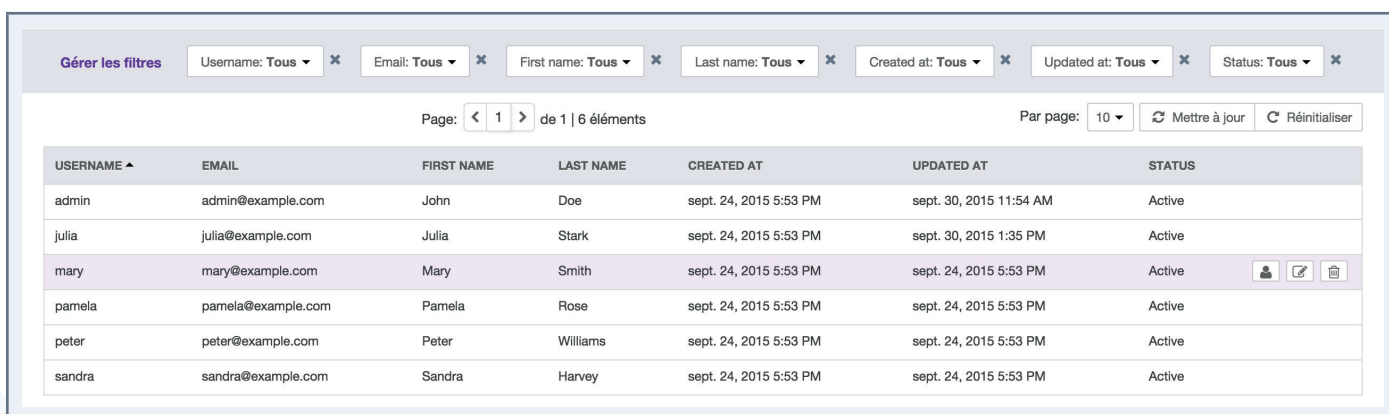 Gérer les filtres Username: Tous Email: Tous First name: Tous Last name: Tous Created at: Tous Updated at: Tous Status: Tous
Page: 1 de 1 | 6 éléments Par page: 10 Mettre à jour Réinitialiser
USERNAME EMAIL FIRST NAME LAST NAME CREATED AT UPDATED AT STATUS
admin admin@example.com John Doe sept. 24, 2015 5:53 PM sept. 30, 2015 11:54 AM Active
julia julia@example.com Julia Stark sept. 24, 2015 5:53 PM sept. 30, 2015 1:35 PM Active
mary mary@example.com Mary Smith sept. 24, 2015 5:53 PM sept. 24, 2015 5:53 PM Active
pamela pamela@example.com Pamela Rose sept. 24, 2015 5:53 PM sept. 24, 2015 5:53 PM Active
peter peter@example.com Peter Williams sept. 24, 2015 5:53 PM sept. 24, 2015 5:53 PM Active
sandra sandra@example.com Sandra Harvey sept. 24, 2015 5:53 PM sept. 24, 2015 5:53 PM Active